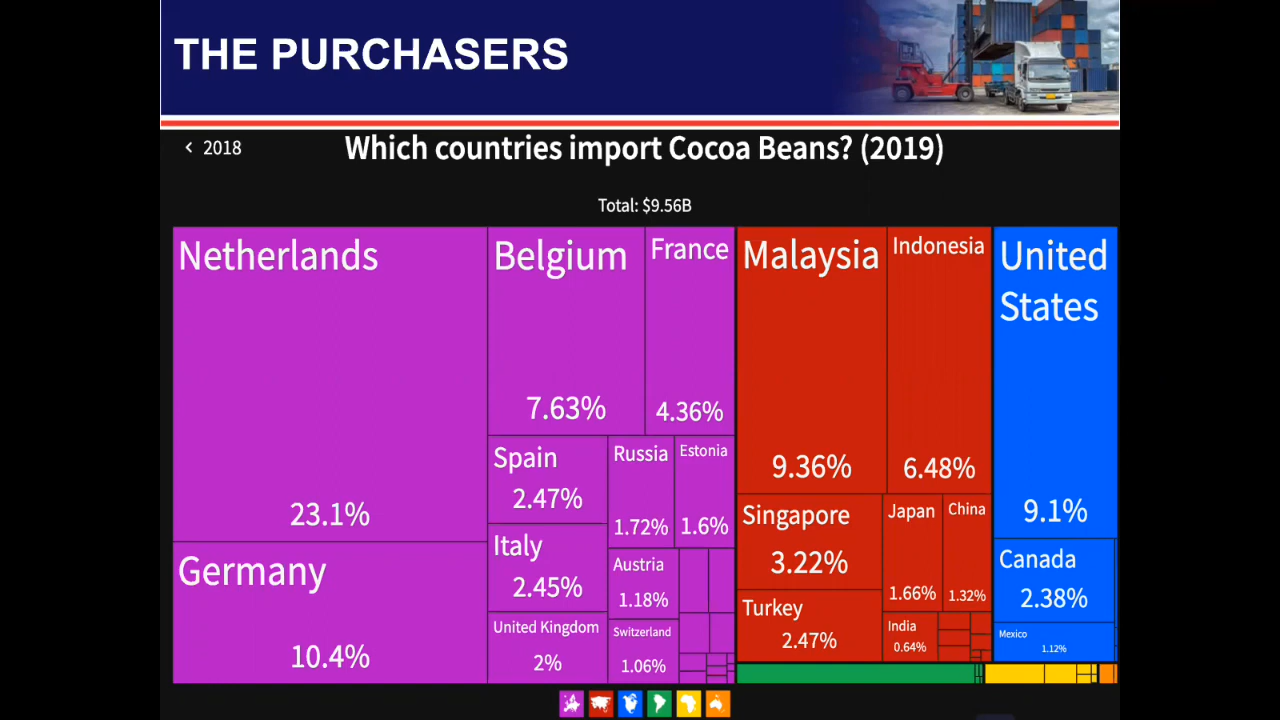 THE PURCHASERS
< 2018
Which countries import Cocoa Beans? (2019)
Total: $9.56B
Netherlands
23.1%
Germany
10.4%
Belgium
7.63%
France
4.36%
Spain
2.47%
Italy
2.45%
United Kingdom
2%
Russia
1.72%
Estonia
1.6%
Austria
1.18%
Switzerland
1.06%
Malaysia
9.36%
Indonesia
6.48%
Singapore
3.22%
Turkey
2.47%
Japan
1.66%
China
1.32%
India
0.64%
United
States
9.1%
Canada
2.38%
Mexico
1.12%